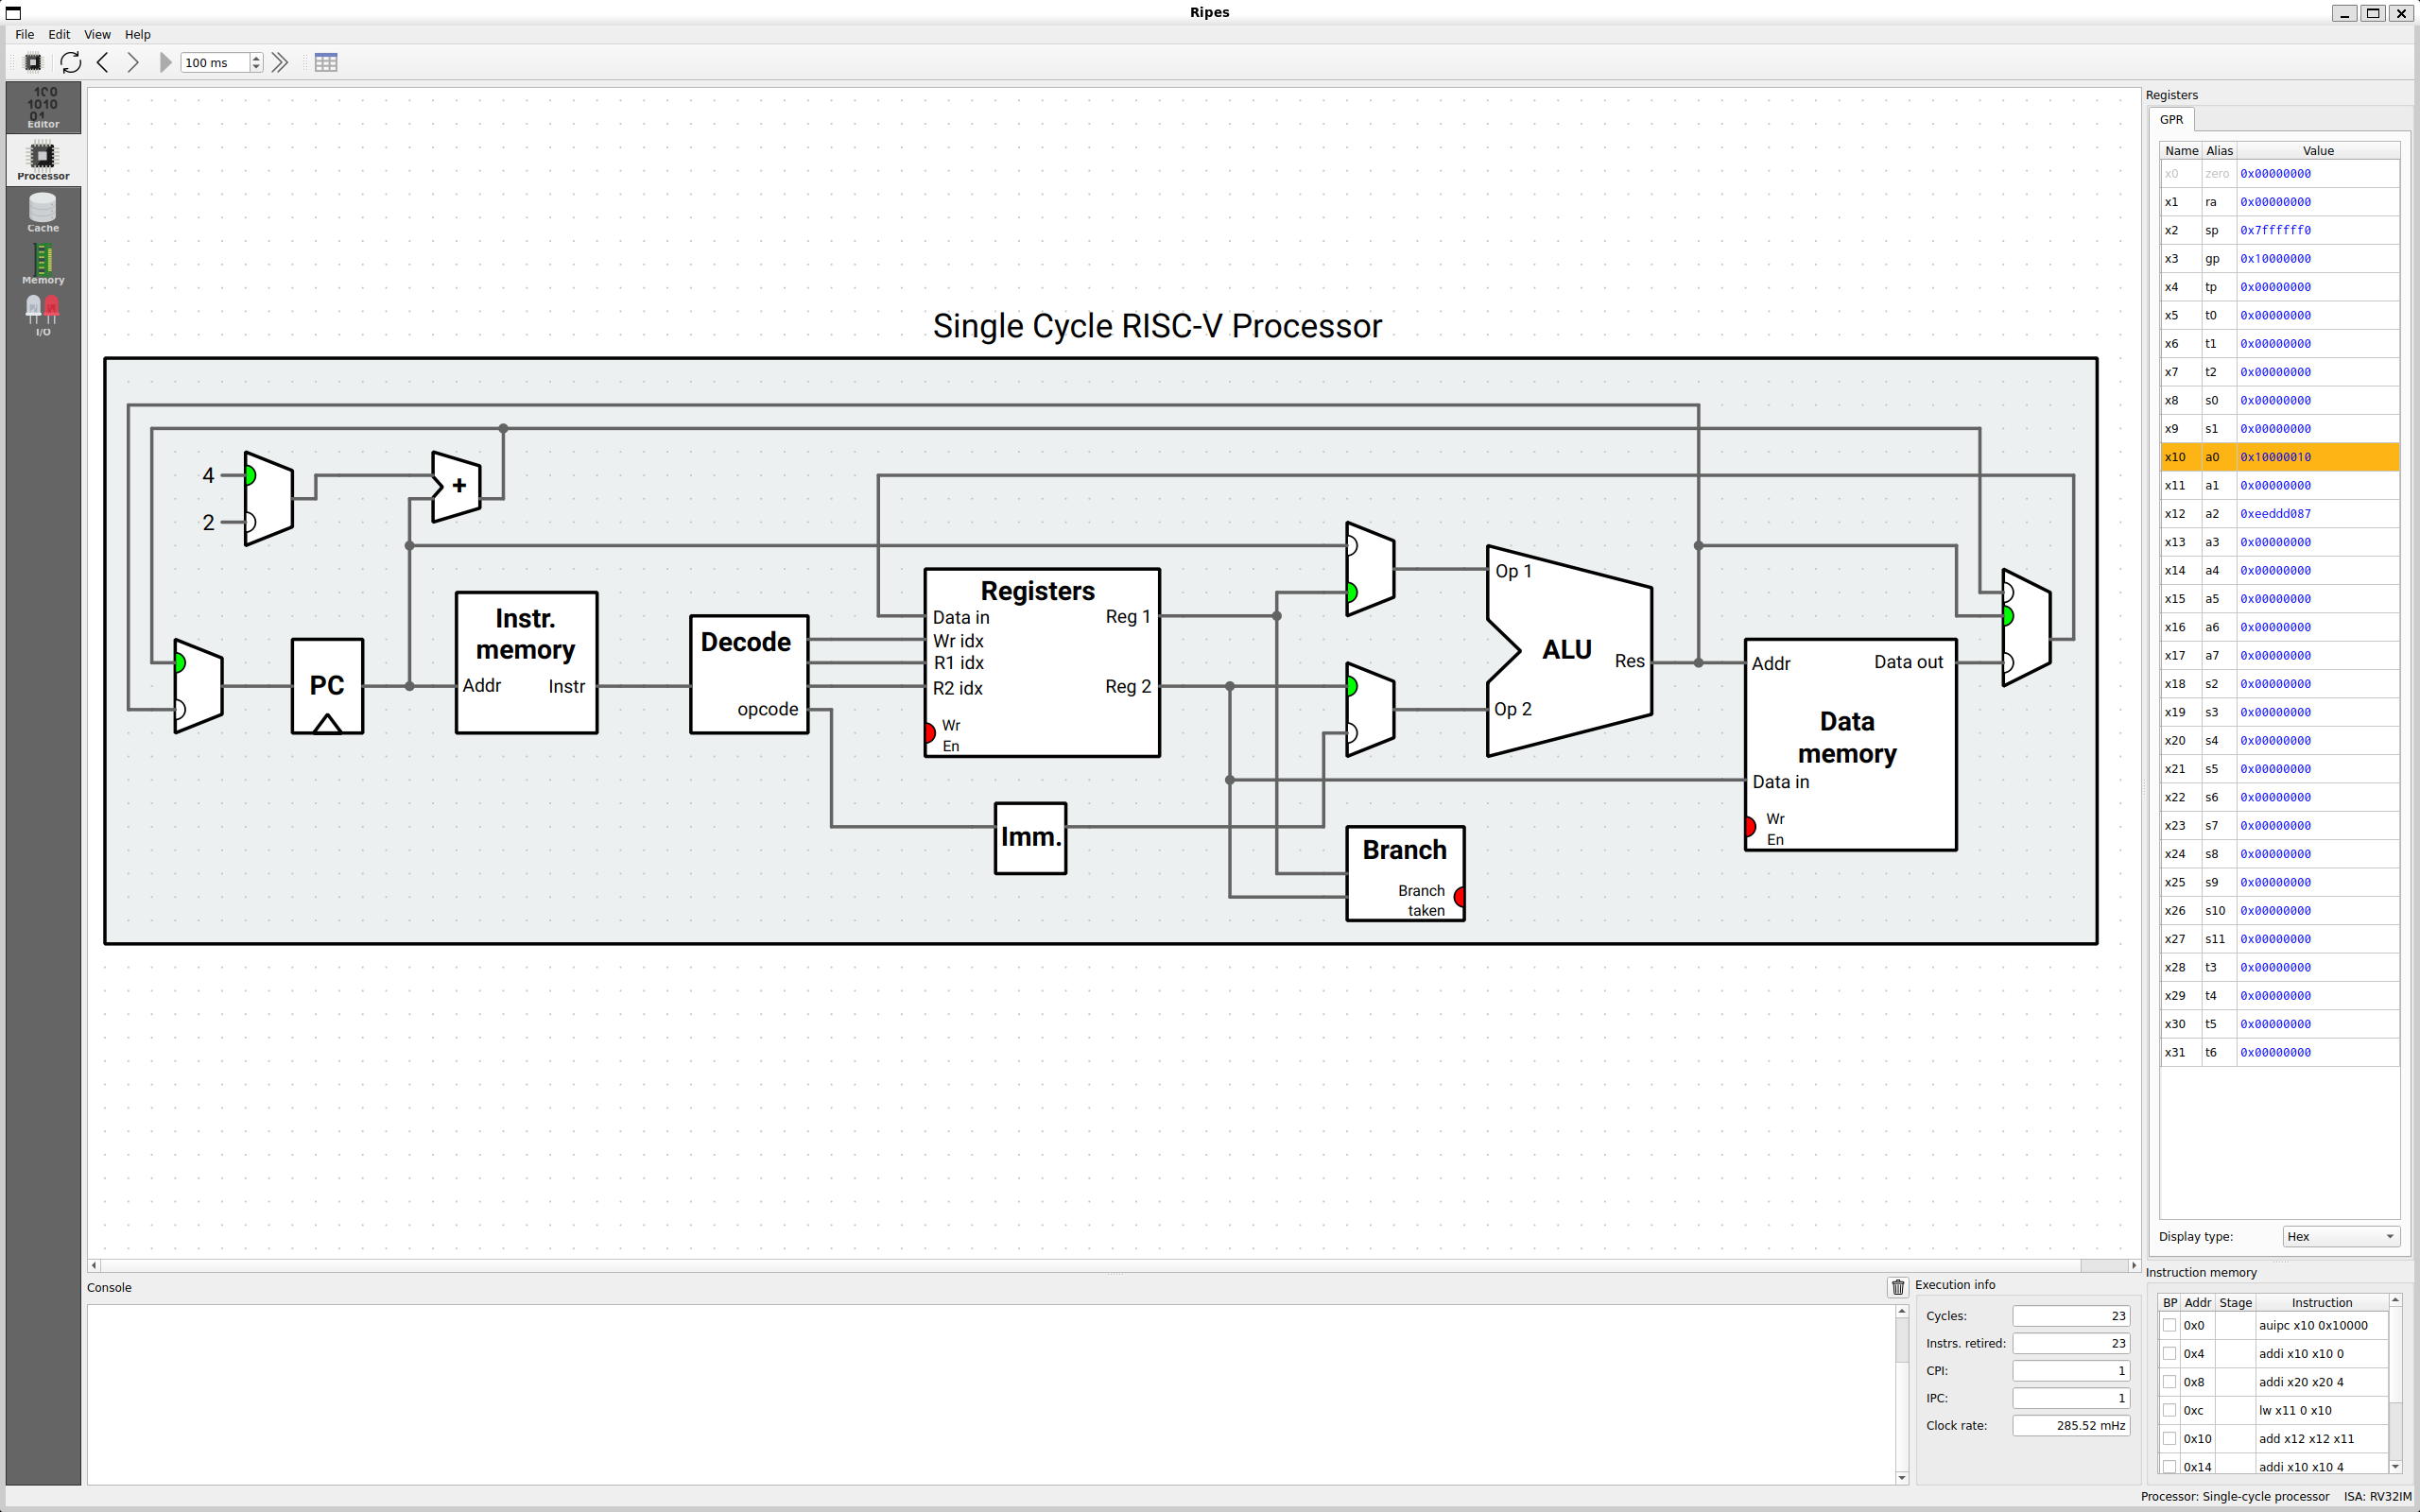 Ripes
File Edit View Help
100 ms
Editor
Processor
Cache
Memory
I/O
Single Cycle RISC-V Processor
4
2
+
PC
Instr. memory
Addr
Instr
Decode
opcode
Registers
Data in
Wr idx
R1 idx
R2 idx
Wr En
Reg 1
Reg 2
Imm.
Branch
Branch taken
Op 1
Op 2
ALU
Res
Addr
Data out
Data memory
Data in
Wr En
Registers
GPR
Name Alias Value
x0 zero 0x00000000
x1 ra 0x00000000
x2 sp 0x7ffffff0
x3 gp 0x10000000
x4 tp 0x00000000
x5 t0 0x00000000
x6 t1 0x00000000
x7 t2 0x00000000
x8 s0 0x00000000
x9 s1 0x00000000
x10 a0 0x10000010
x11 a1 0x00000000
x12 a2 0xeeddd087
x13 a3 0x00000000
x14 a4 0x00000000
x15 a5 0x00000000
x16 a6 0x00000000
x17 a7 0x00000000
x18 s2 0x00000000
x19 s3 0x00000000
x20 s4 0x00000000
x21 s5 0x00000000
x22 s6 0x00000000
x23 s7 0x00000000
x24 s8 0x00000000
x25 s9 0x00000000
x26 s10 0x00000000
x27 s11 0x00000000
x28 t3 0x00000000
x29 t4 0x00000000
x30 t5 0x00000000
x31 t6 0x00000000
Display type: Hex
Console
Execution info
Cycles: 23
Instrs. retired: 23
CPI: 1
IPC: 1
Clock rate: 285.52 mHz
Instruction memory
BP Addr Stage Instruction
0x0 auipc x10 0x10000
0x4 addi x10 x10 0
0x8 addi x20 x20 4
0xc lw x11 0 x10
0x10 add x12 x12 x11
0x14 addi x10 x10 4
Processor: Single-cycle processor ISA: RV32IM